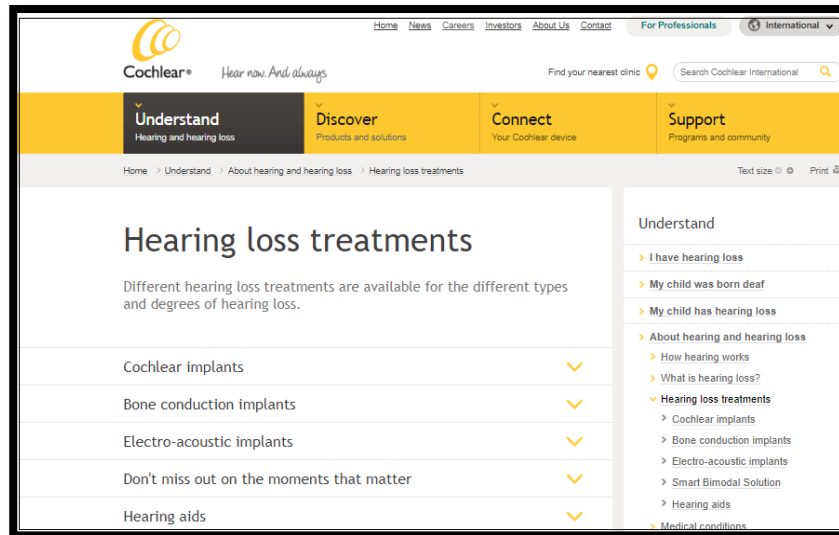 Home News Careers Investors About Us Contact For Professionals International
Cochlear® Hear now. And always Find your nearest clinic Search Cochlear International
Understand Discover Connect Support
Hearing and hearing loss Products and solutions Your Cochlear device Programs and community
Home > Understand > About hearing and hearing loss > Hearing loss treatments Text size Print
Hearing loss treatments
Different hearing loss treatments are available for the different types
and degrees of hearing loss.
Cochlear implants
Bone conduction implants
Electro-acoustic implants
Don't miss out on the moments that matter
Hearing aids
Understand
I have hearing loss
My child was born deaf
My child has hearing loss
About hearing and hearing loss
How hearing works
What is hearing loss?
Hearing loss treatments
Cochlear implants
Bone conduction implants
Electro-acoustic implants
Smart Bimodal Solution
Hearing aids
Medical conditions